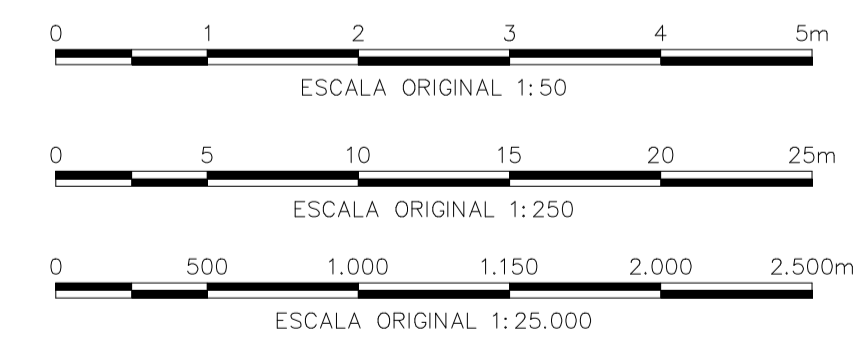 0 1 2 3 4 5m
ESCALA ORIGINAL 1:50
0 5 10 15 20 25m
ESCALA ORIGINAL 1:250
0 500 1.000 1.150 2.000 2.500m
ESCALA ORIGINAL 1:25.000